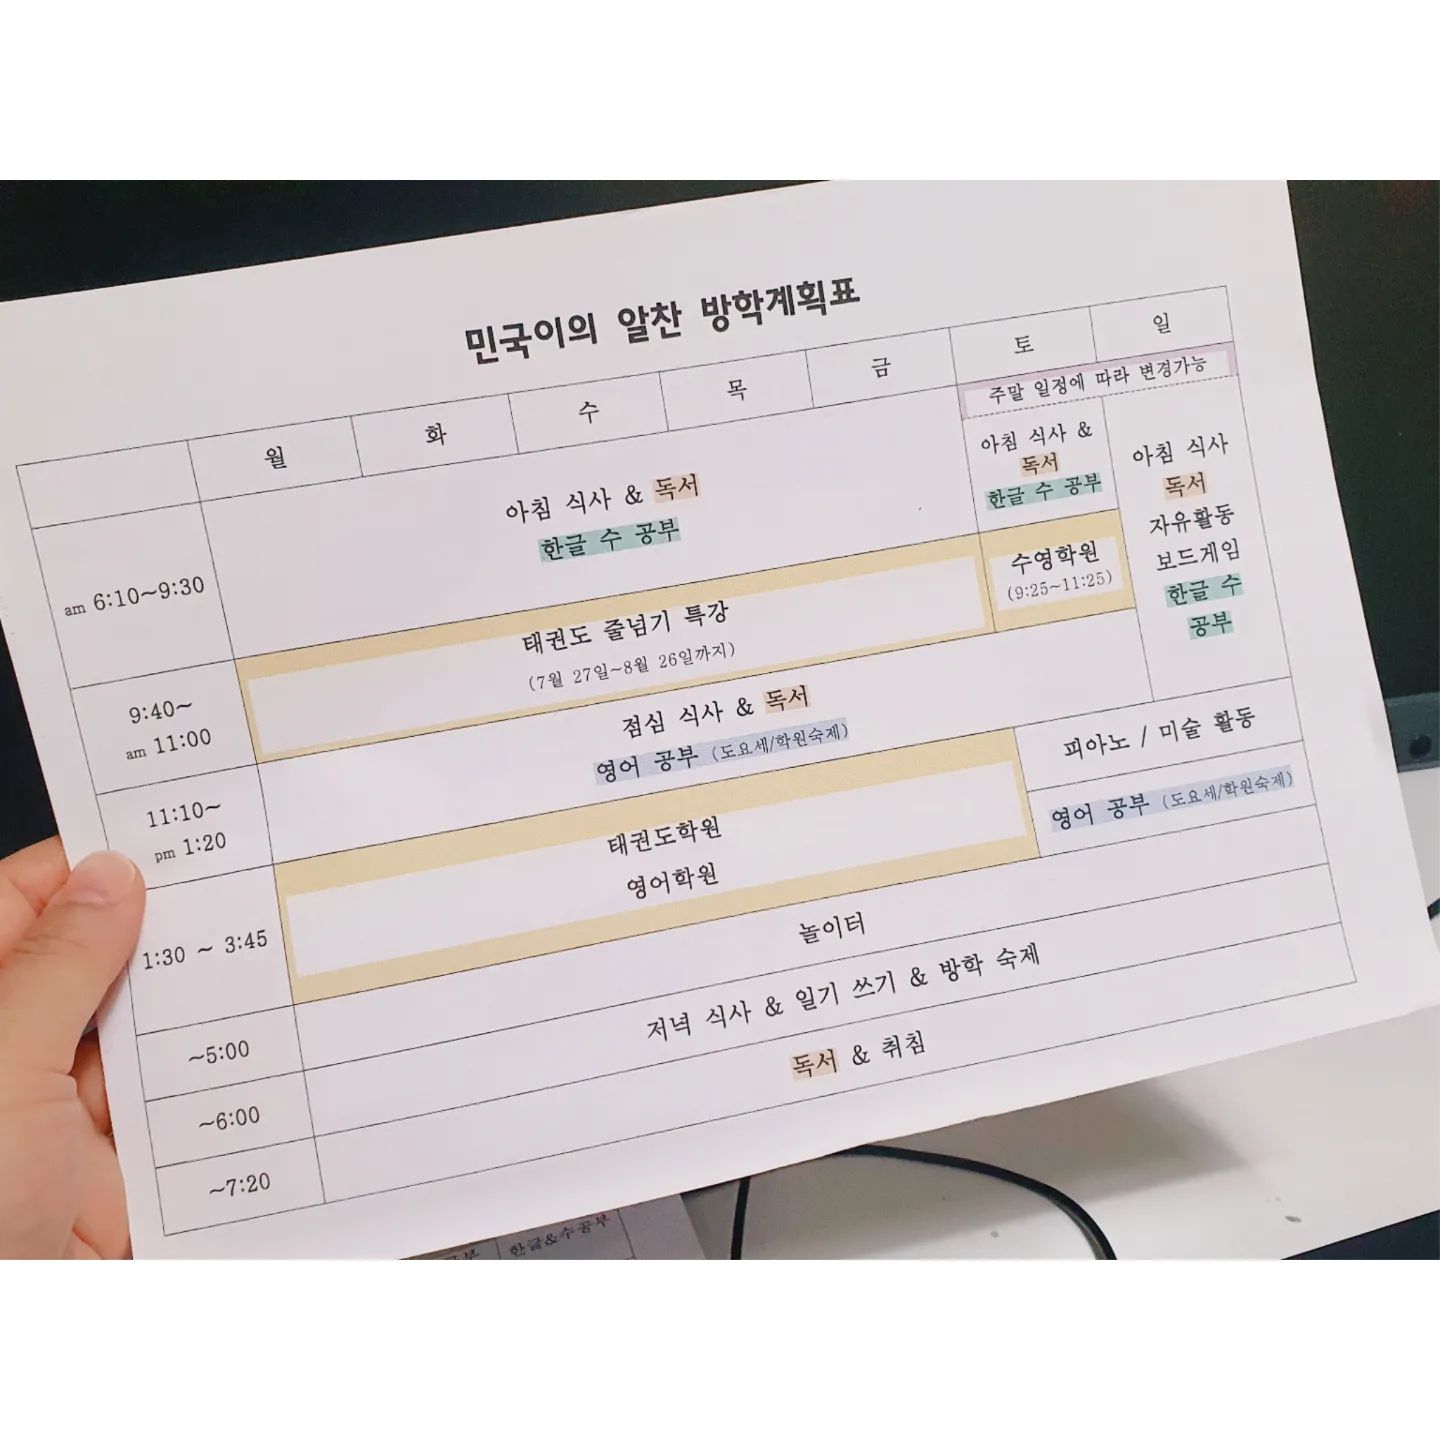 민국이의 알찬 방학계획표
월 화 수 목 금 토 일
주말 일정에 따라 변경가능
am 6:10~9:30
아침 식사 & 독서
한글 수 공부
아침 식사 &
독서
한글 수 공부
아침 식사
독서
자유활동
보드게임
한글 수
공부
9:40~
am 11:00
태권도 줄넘기 특강
(7월 27일~8월 26일까지)
수영학원
(9:25~11:25)
11:10~
pm 1:20
점심 식사 & 독서
영어 공부 (도요세/학원숙제)
1:30 ~ 3:45
태권도학원
영어학원
피아노 / 미술 활동
영어 공부 (도요세/학원숙제)
~5:00
놀이터
~6:00
저녁 식사 & 일기 쓰기 & 방학 숙제
~7:20
독서 & 취침
한글&수공부